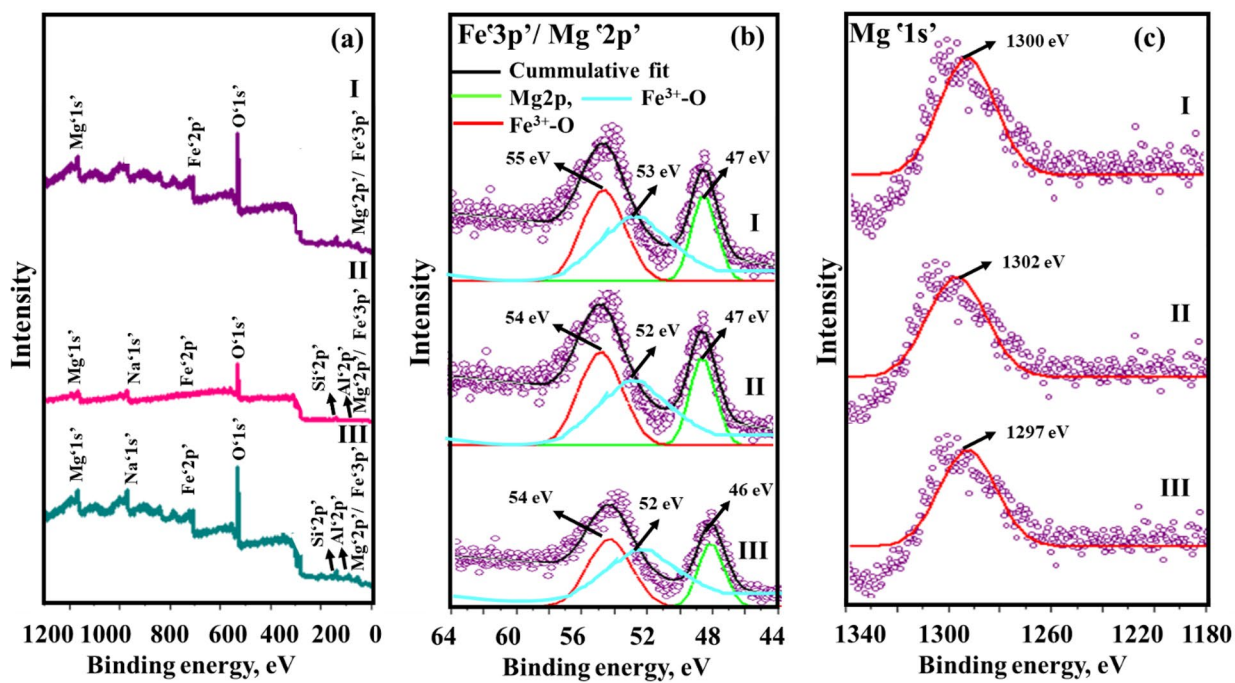 (a)
I
Mg‘1s’
Fe‘2p’
O‘1s’
Mg‘2p’/ Fe‘3p’
II
Mg‘1s’
Na‘1s’
Fe‘2p’
O‘1s’
Si‘2p’
Al‘2p’
Mg‘2p’/ Fe‘3p’
III
Mg‘1s’
Na‘1s’
Fe‘2p’
O‘1s’
Si‘2p’
Al‘2p’
Mg‘2p’/ Fe‘3p’
Intensity
1200 1000 800 600 400 200 0
Binding energy, eV
Fe‘3p’/ Mg ‘2p’
(b)
Cummulative fit
Mg2p, Fe³⁺-O
Fe³⁺-O
55 eV
53 eV
47 eV
I
54 eV
52 eV
47 eV
II
54 eV
52 eV
46 eV
III
Intensity
64 60 56 52 48 44
Binding energy, eV
Mg ‘1s’
(c)
1300 eV
I
1302 eV
II
1297 eV
III
Intensity
1340 1300 1260 1220 1180
Binding energy, eV